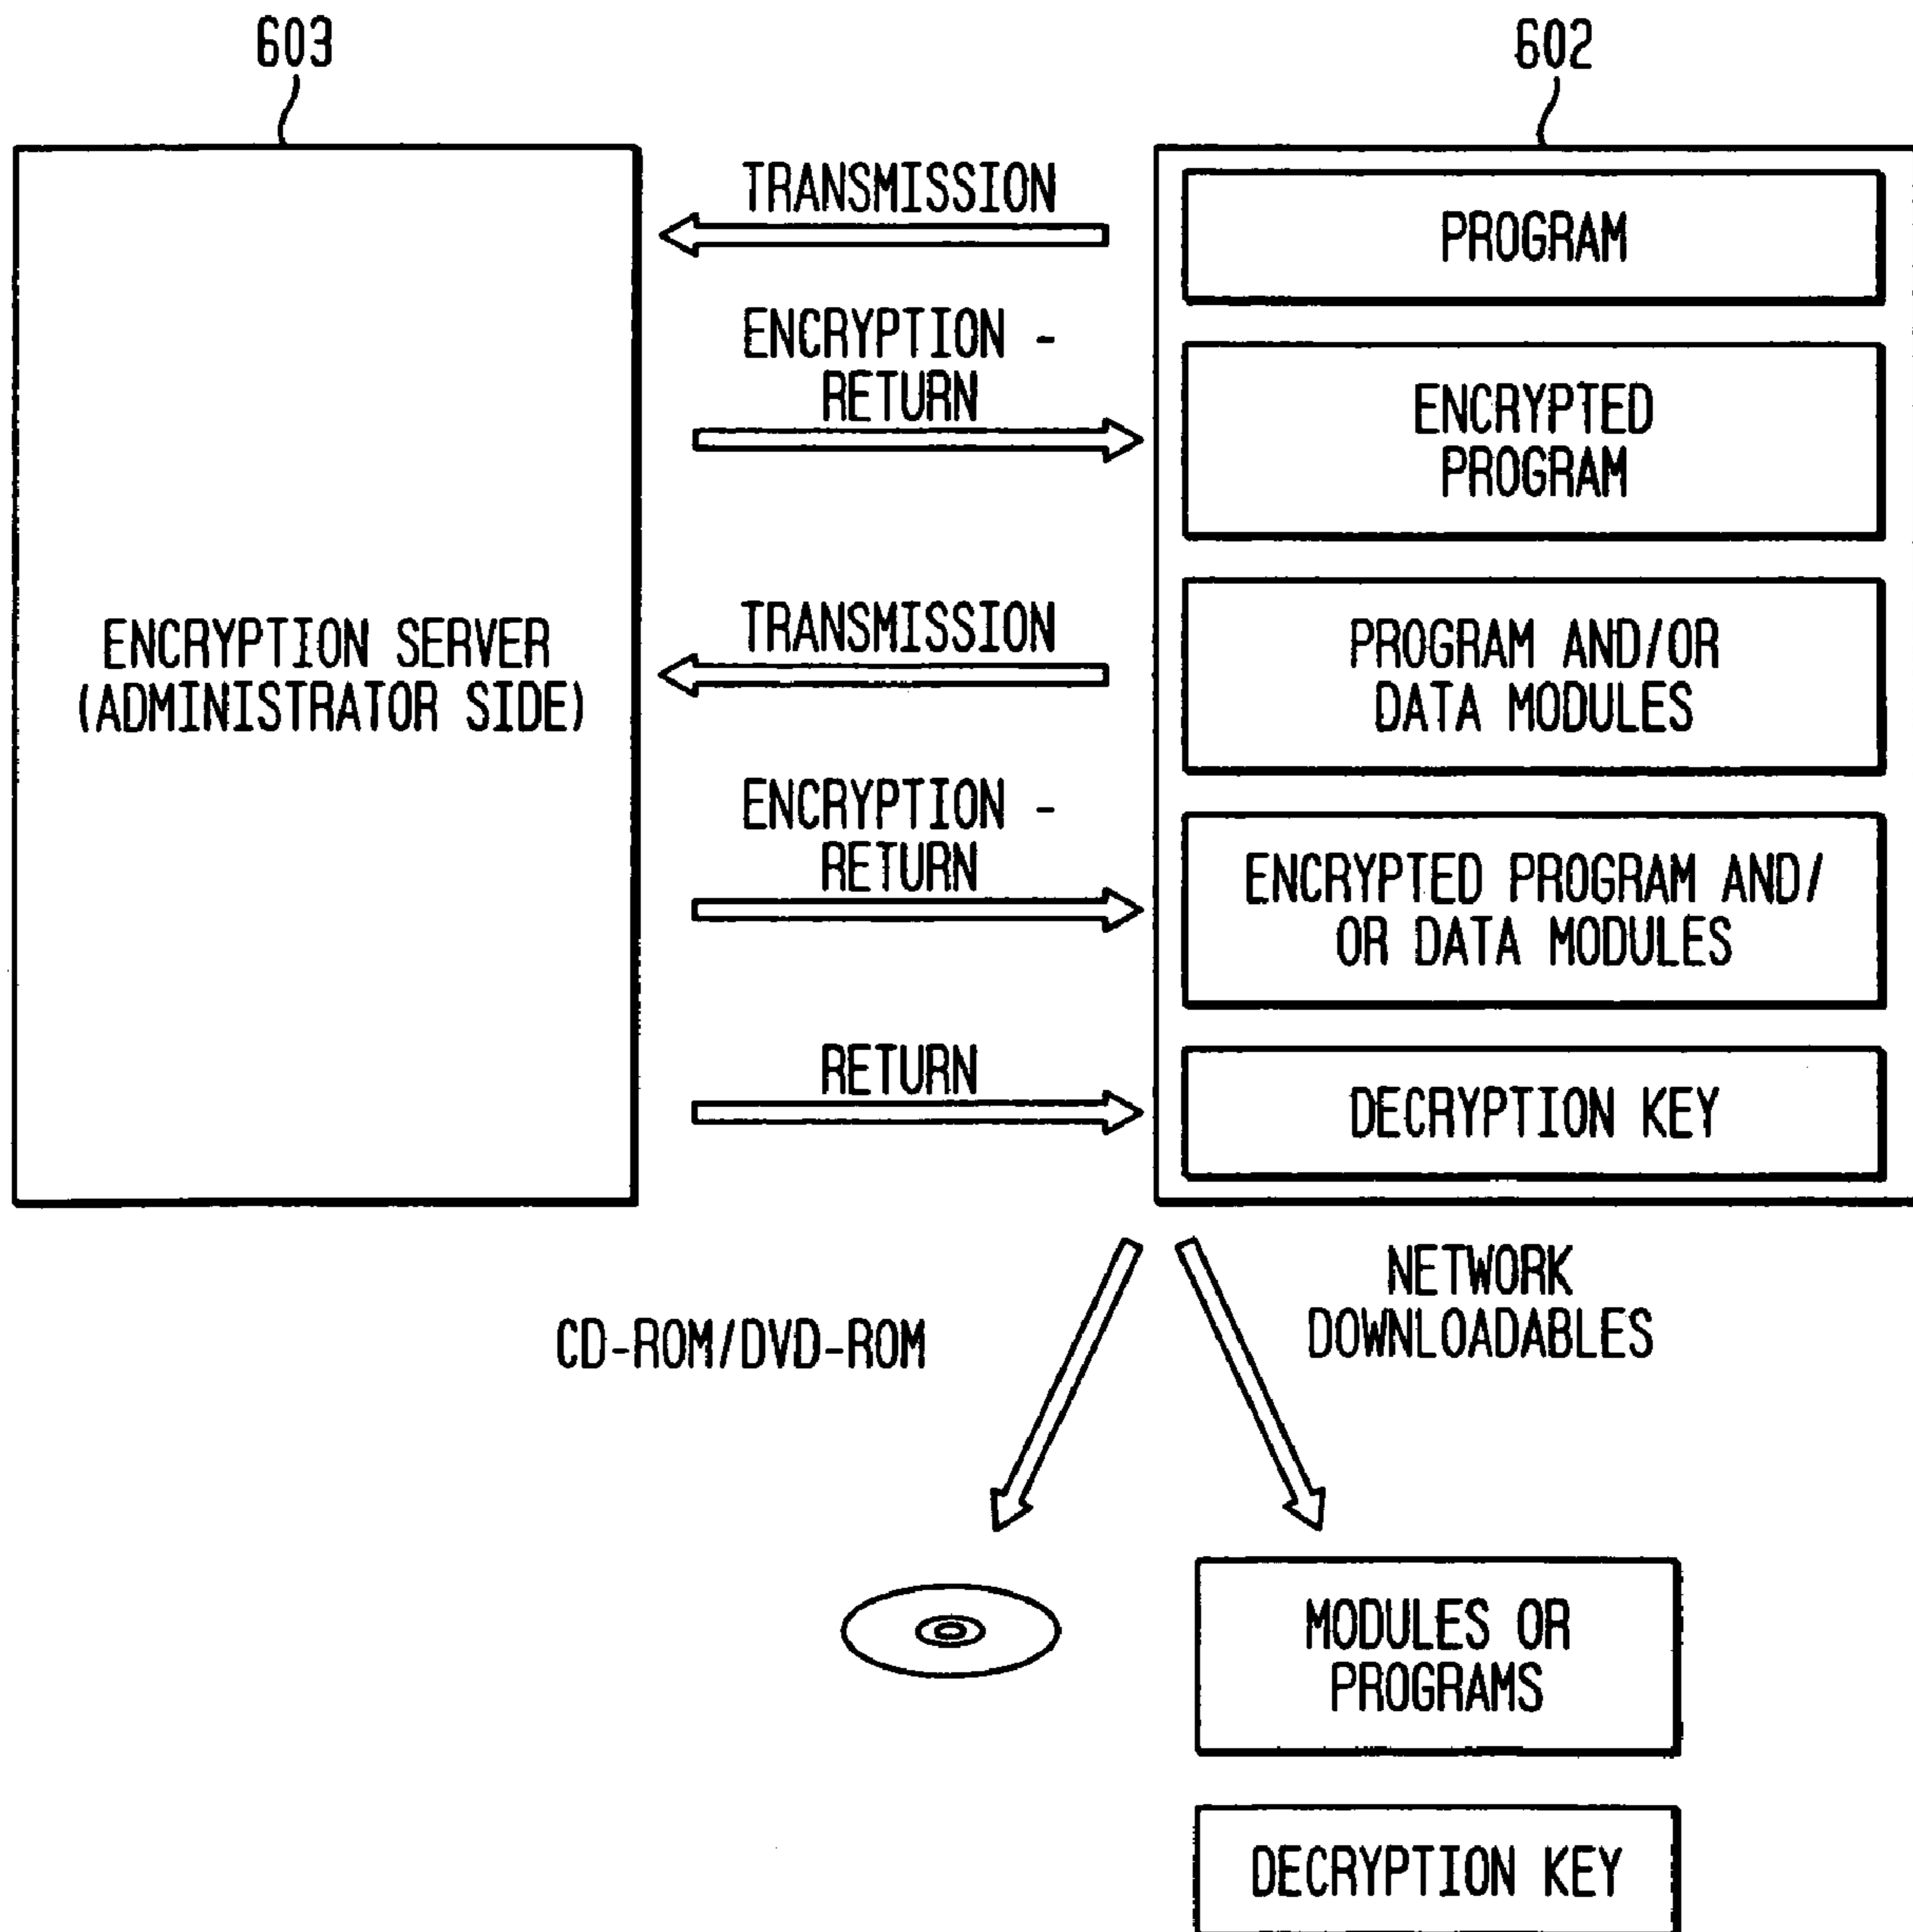 603
602
TRANSMISSION
PROGRAM
ENCRYPTION -
RETURN
ENCRYPTED
PROGRAM
ENCRYPTION SERVER
(ADMINISTRATOR SIDE)
TRANSMISSION
PROGRAM AND/OR
DATA MODULES
ENCRYPTION -
RETURN
ENCRYPTED PROGRAM AND/
OR DATA MODULES
RETURN
DECRYPTION KEY
CD-ROM/DVD-ROM
NETWORK
DOWNLOADABLES
MODULES OR
PROGRAMS
DECRYPTION KEY